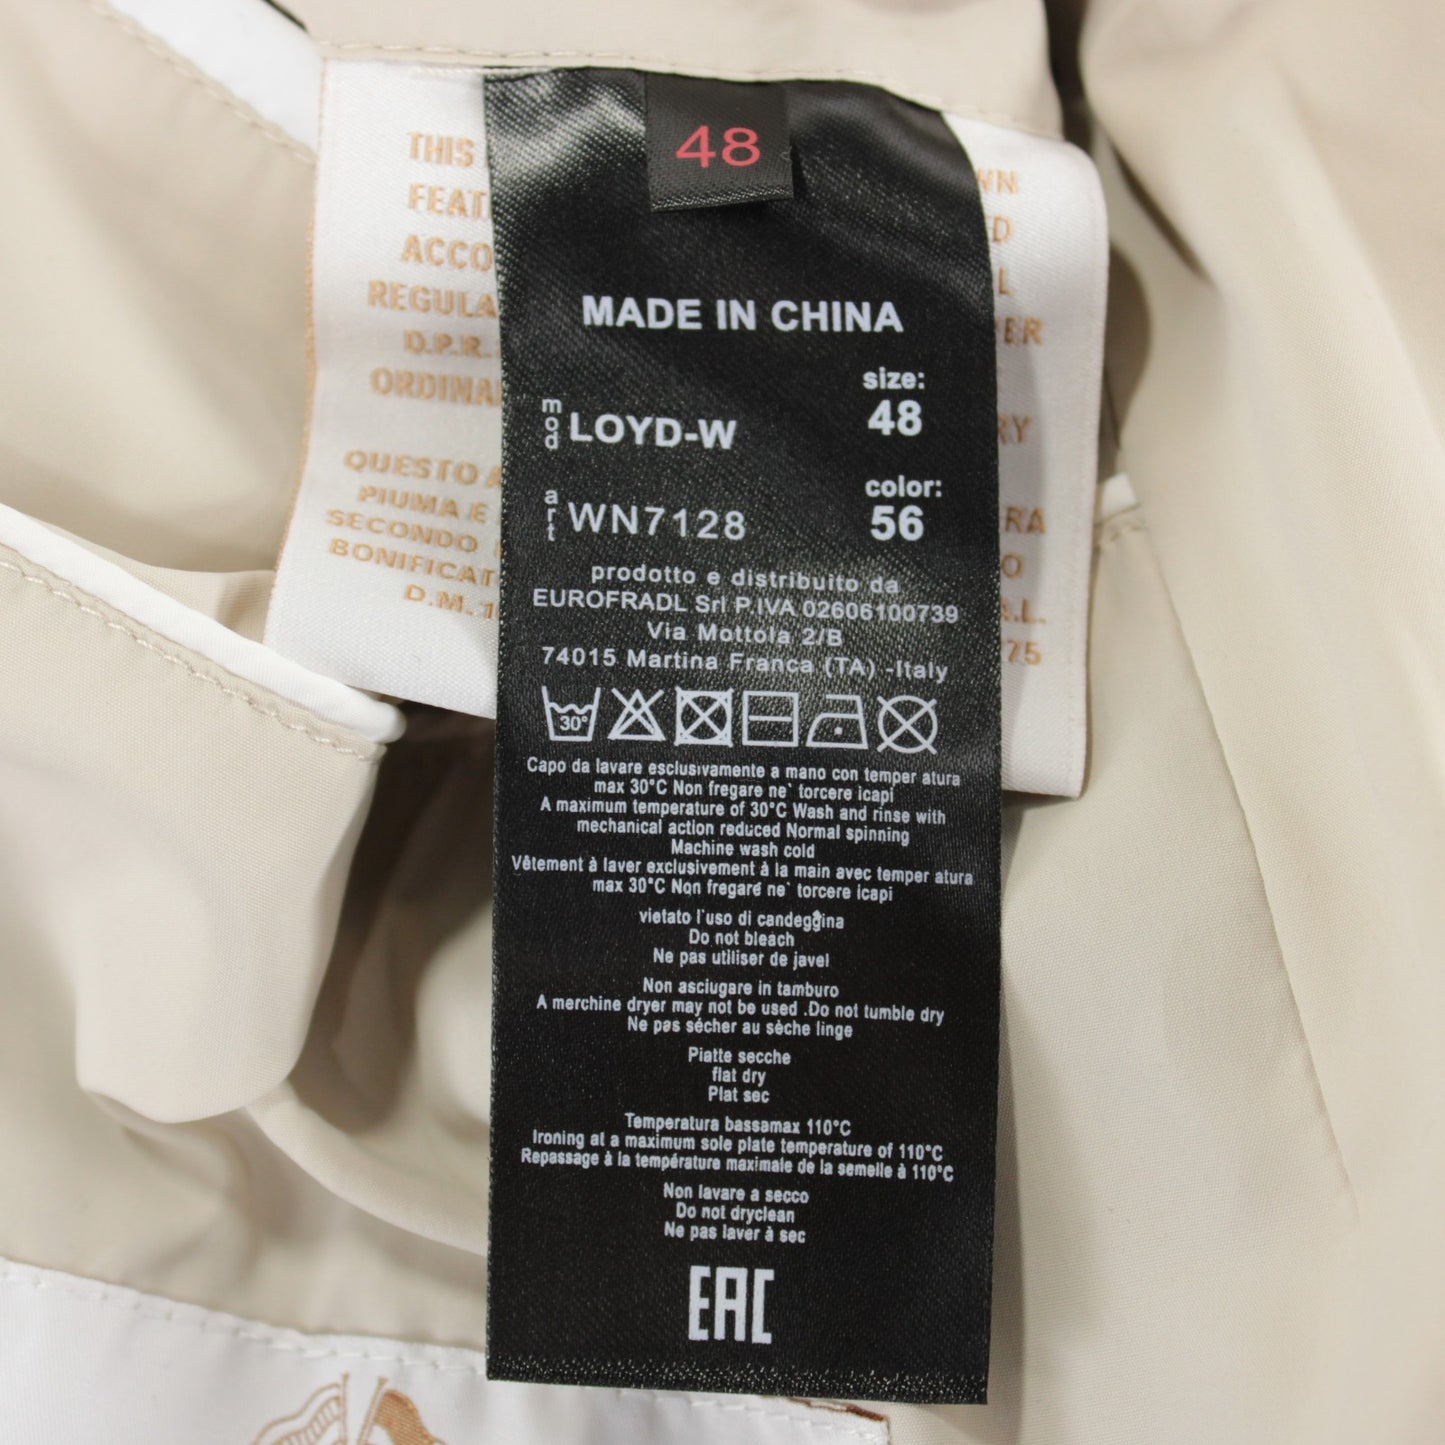 48
MADE IN CHINA
size:
48
mod LOYD-W
color:
56
art WN7128
prodotto e distribuito da
EUROFRADL Srl P.IVA 02606100739
Via Mottola 2/B
74015 Martina Franca (TA) -Italy
30°
Capo da lavare esclusivamente a mano con temper atura
max 30°C Non fregare ne` torcere icapi
A maximum temperature of 30°C Wash and rinse with
mechanical action reduced Normal spinning
Machine wash cold
Vêtement à laver exclusivement à la main avec temper atura
max 30°C Non fregare ne` torcere icapi
vietato l'uso di candeggina
Do not bleach
Ne pas utiliser de javel
Non asciugare in tamburo
A merchine dryer may not be used .Do not tumble dry
Ne pas sécher au sèche linge
Piatte secche
flat dry
Plat sec
Temperatura bassamax 110°C
Ironing at a maximum sole plate temperature of 110°C
Repassage à la température maximale de la semelle à 110°C
Non lavare a secco
Do not dryclean
Ne pas laver à sec
EAC
THIS
FEAT
ACCO
REGULA
D.P.R.
ORDINA
QUESTO A
PIUMA E
SECONDO
BONIFICAT
D.M.1
WN
D
L
PER
RY
ERA
O
.L.
75